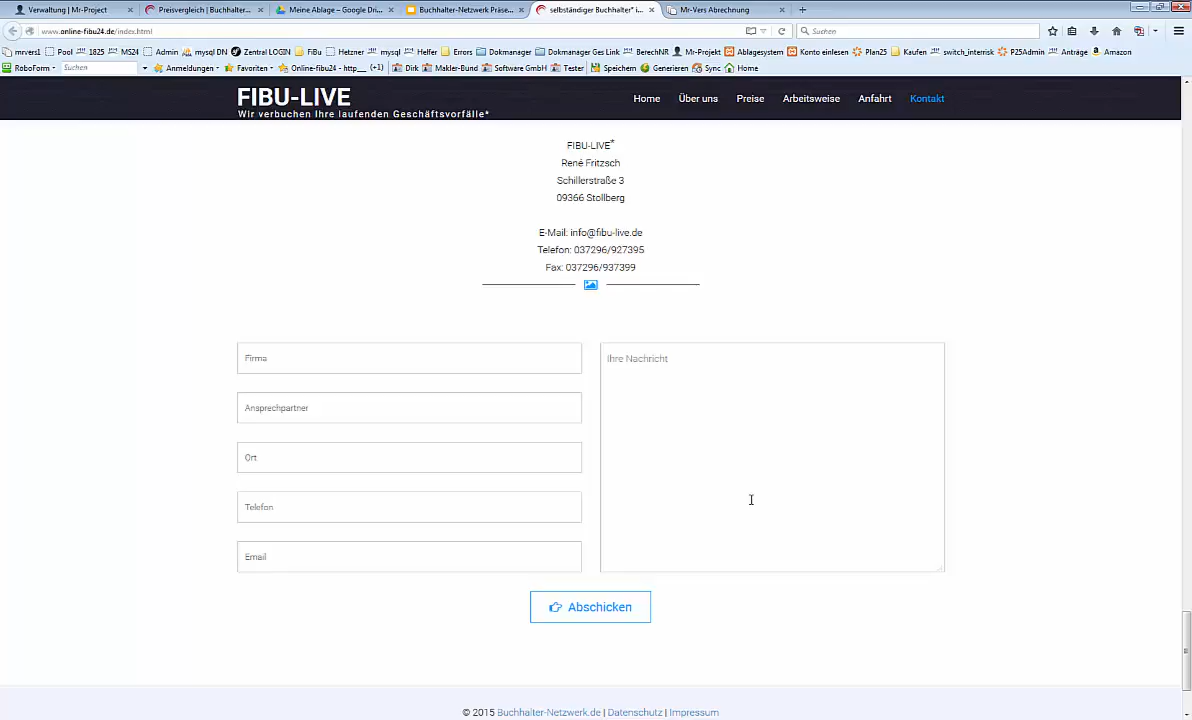 Verwaltung | Mr-Project
Preisvergleich | Buchhalter...
Meine Ablage – Google Dri...
Buchhalter-Netzwerk Präse...
selbständiger Buchhalter* i...
Mr-Vers Abrechnung
www.online-fibu24.de/index.html
Suchen
mrvers1 Pool 1825 MS24 Admin mysql DN Zentral LOGIN FiBu Hetzner mysql Helfer Errors Dokmanager Dokmanager Ges Link BerechNR Mr-Projekt Ablagesystem Konto einlesen Plan25 Kaufen switch_interisk P25Admin Anträge Amazon
RoboForm Suchen Anmeldungen Favoriten Online-fibu24 - http__ (+1) Dirk Makler-Bund Software GmbH Tester Speichern Generieren Sync Home
FIBU-LIVE
Wir verbuchen Ihre laufenden Geschäftsvorfälle*
Home Über uns Preise Arbeitsweise Anfahrt Kontakt
FIBU-LIVE*
René Fritzsch
Schillerstraße 3
09366 Stollberg
E-Mail: info@fibu-live.de
Telefon: 037296/927395
Fax: 037296/937399
Firma
Ihre Nachricht
Ansprechpartner
Ort
Telefon
Email
Abschicken
© 2015 Buchhalter-Netzwerk.de | Datenschutz | Impressum